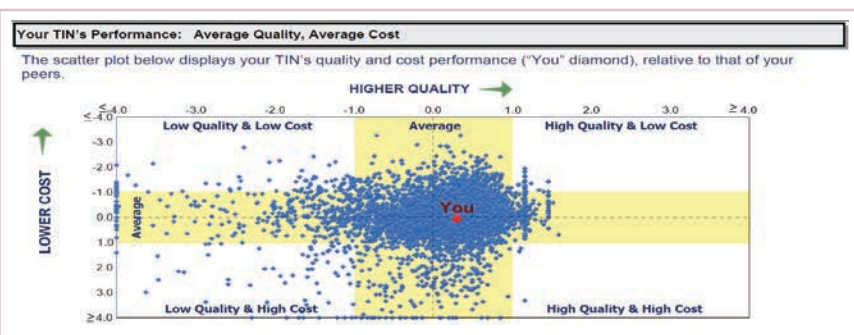 Your TIN's Performance: Average Quality, Average Cost
The scatter plot below displays your TIN's quality and cost performance ("You" diamond), relative to that of your
peers.
HIGHER QUALITY
≤-4.0 -3.0 -2.0 -1.0 0.0 1.0 2.0 3.0 ≥4.0
≤-4.0
Low Quality & Low Cost Average High Quality & Low Cost
-3.0
-2.0
-1.0
LOWER COST
Average
You
0.0
1.0
2.0
3.0
Low Quality & High Cost High Quality & High Cost
≥4.0